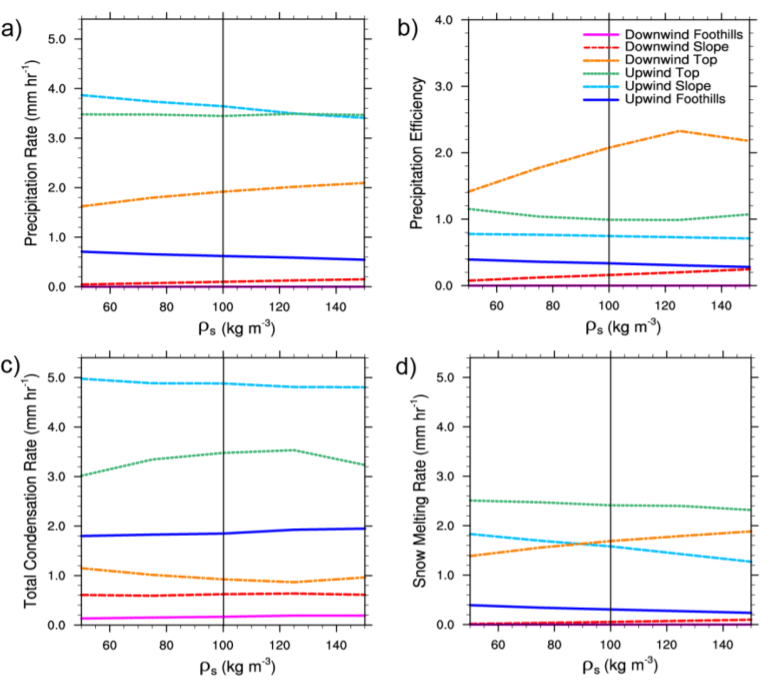 a)
Precipitation Rate (mm hr⁻¹)
5.0
4.0
3.0
2.0
1.0
0.0
60 80 100 120 140
ρₛ (kg m⁻³)
b)
Precipitation Efficiency
4.0
3.0
2.0
1.0
0.0
Downwind Foothills
Downwind Slope
Downwind Top
Upwind Top
Upwind Slope
Upwind Foothills
60 80 100 120 140
ρₛ (kg m⁻³)
c)
Total Condensation Rate (mm hr⁻¹)
5.0
4.0
3.0
2.0
1.0
0.0
60 80 100 120 140
ρₛ (kg m⁻³)
d)
Snow Melting Rate (mm hr⁻¹)
5.0
4.0
3.0
2.0
1.0
0.0
60 80 100 120 140
ρₛ (kg m⁻³)